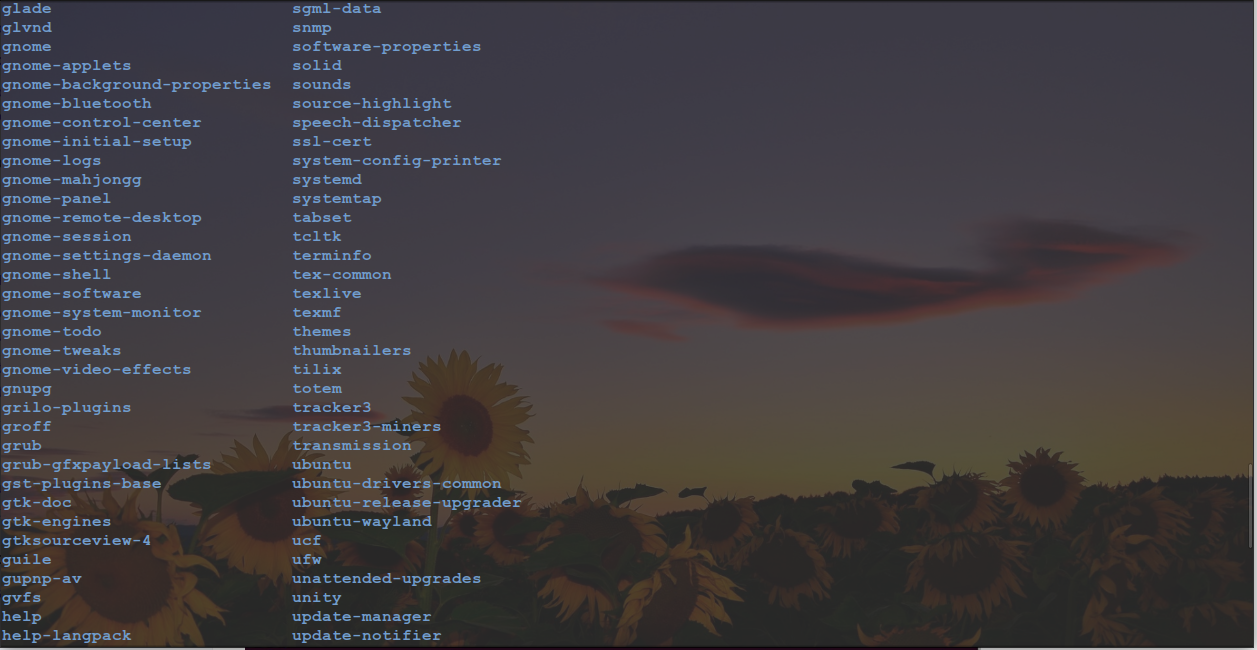 glade sgml-data
glvnd snmp
gnome software-properties
gnome-applets solid
gnome-background-properties sounds
gnome-bluetooth source-highlight
gnome-control-center speech-dispatcher
gnome-initial-setup ssl-cert
gnome-logs system-config-printer
gnome-mahjongg systemd
gnome-panel systemtap
gnome-remote-desktop tabset
gnome-session tcltk
gnome-settings-daemon terminfo
gnome-shell tex-common
gnome-software texlive
gnome-system-monitor texmf
gnome-todo themes
gnome-tweaks thumbnailers
gnome-video-effects tilix
gnupg totem
grilo-plugins tracker3
groff tracker3-miners
grub transmission
grub-gfxpayload-lists ubuntu
gst-plugins-base ubuntu-drivers-common
gtk-doc ubuntu-release-upgrader
gtk-engines ubuntu-wayland
gtksourceview-4 ucf
guile ufw
gupnp-av unattended-upgrades
gvfs unity
help update-manager
help-langpack update-notifier